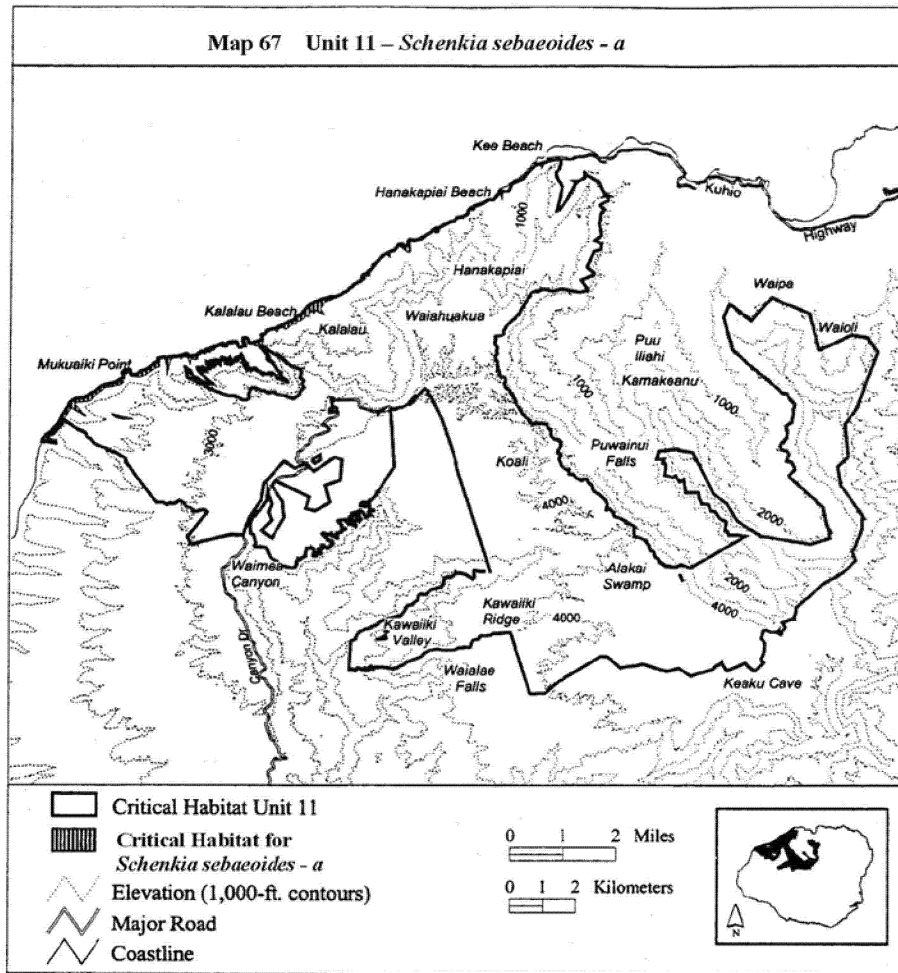 Map 67 Unit 11 – Schenkia sebaeoides - a
Kee Beach
Hanakapiai Beach
Kuhio
Highway
1000
Hanakapiai
Waipa
Kalalau Beach
Kalalau
Waiahuakua
Waioli
Puu
Iliahi
Mukuaiki Point
Kamakeanu
1000
1000
3000
Puwainui
Falls
Koali
4000
2000
Waimea
Canyon
Alakai
Swamp
2000
4000
Kawaiiki
Ridge
Kawaiiki
Valley
4000
Waialae
Falls
Keaku Cave
Critical Habitat Unit 11
Critical Habitat for
Schenkia sebaeoides - a
Elevation (1,000-ft. contours)
Major Road
Coastline
0 1 2 Miles
0 1 2 Kilometers
N